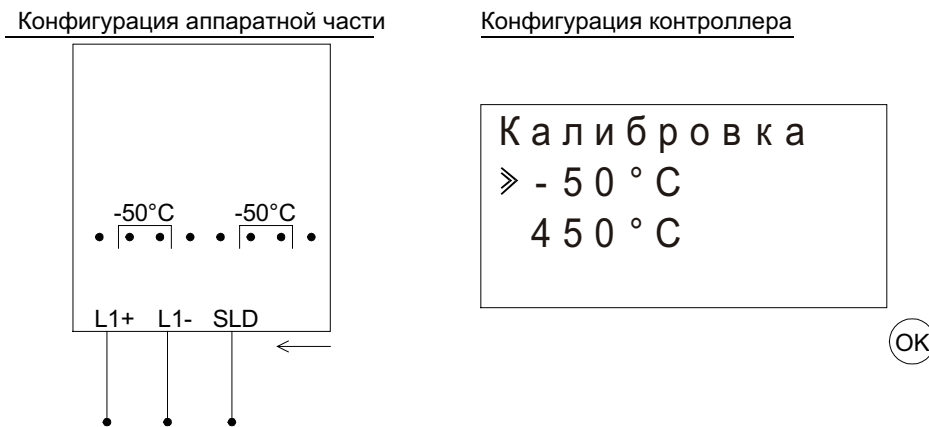 Конфигурация аппаратной части
-50°C -50°C
L1+ L1- SLD
Конфигурация контроллера
Калибровка
-50°C
450°C
OK